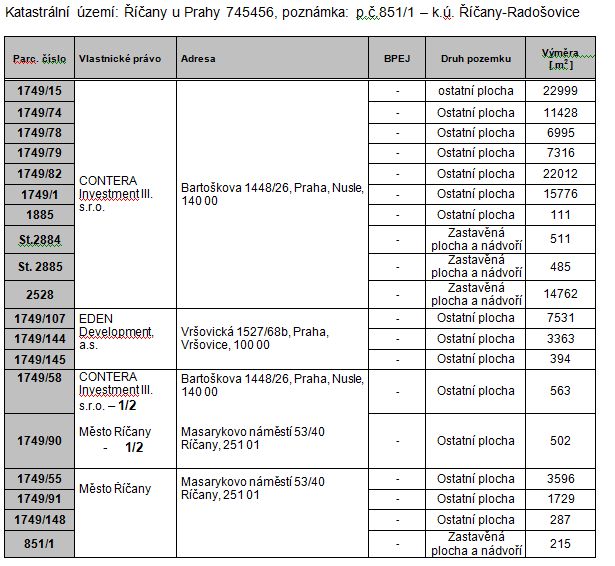 Katastrální území: Říčany u Prahy 745456, poznámka: p.č.851/1 – k.ú. Říčany-Radošovice
Parc. číslo Vlastnické právo Adresa BPEJ Druh pozemku Výměra
[m2]
1749/15 - ostatní plocha 22999
1749/74 - Ostatní plocha 11428
1749/78 - Ostatní plocha 6995
1749/79 - Ostatní plocha 7316
1749/82 - Ostatní plocha 22012
CONTERA
Investment III.
s.r.o.
Bartoškova 1448/26, Praha, Nusle,
140 00
1749/1 - Ostatní plocha 15776
1885 - Ostatní plocha 111
St.2884 - Zastavěná
plocha a nádvoří 511
St. 2885 - Zastavěná
plocha a nádvoří 485
2528 - Zastavěná
plocha a nádvoří 14762
1749/107 - Ostatní plocha 7531
EDEN
Development,
a.s.
Vršovická 1527/68b, Praha,
Vršovice, 100 00
1749/144 - Ostatní plocha 3363
1749/145 - Ostatní plocha 394
1749/58 - Ostatní plocha 563
CONTERA
Investment III.
s.r.o. – 1/2
Bartoškova 1448/26, Praha, Nusle,
140 00
Město Říčany
- 1/2
Masarykovo náměstí 53/40
Říčany, 251 01
1749/90 - Ostatní plocha 502
1749/55 - Ostatní plocha 3596
Město Říčany
Masarykovo náměstí 53/40
Říčany, 251 01
1749/91 - Ostatní plocha 1729
1749/148 - Ostatní plocha 287
851/1 - Zastavěná
plocha a nádvoří 215